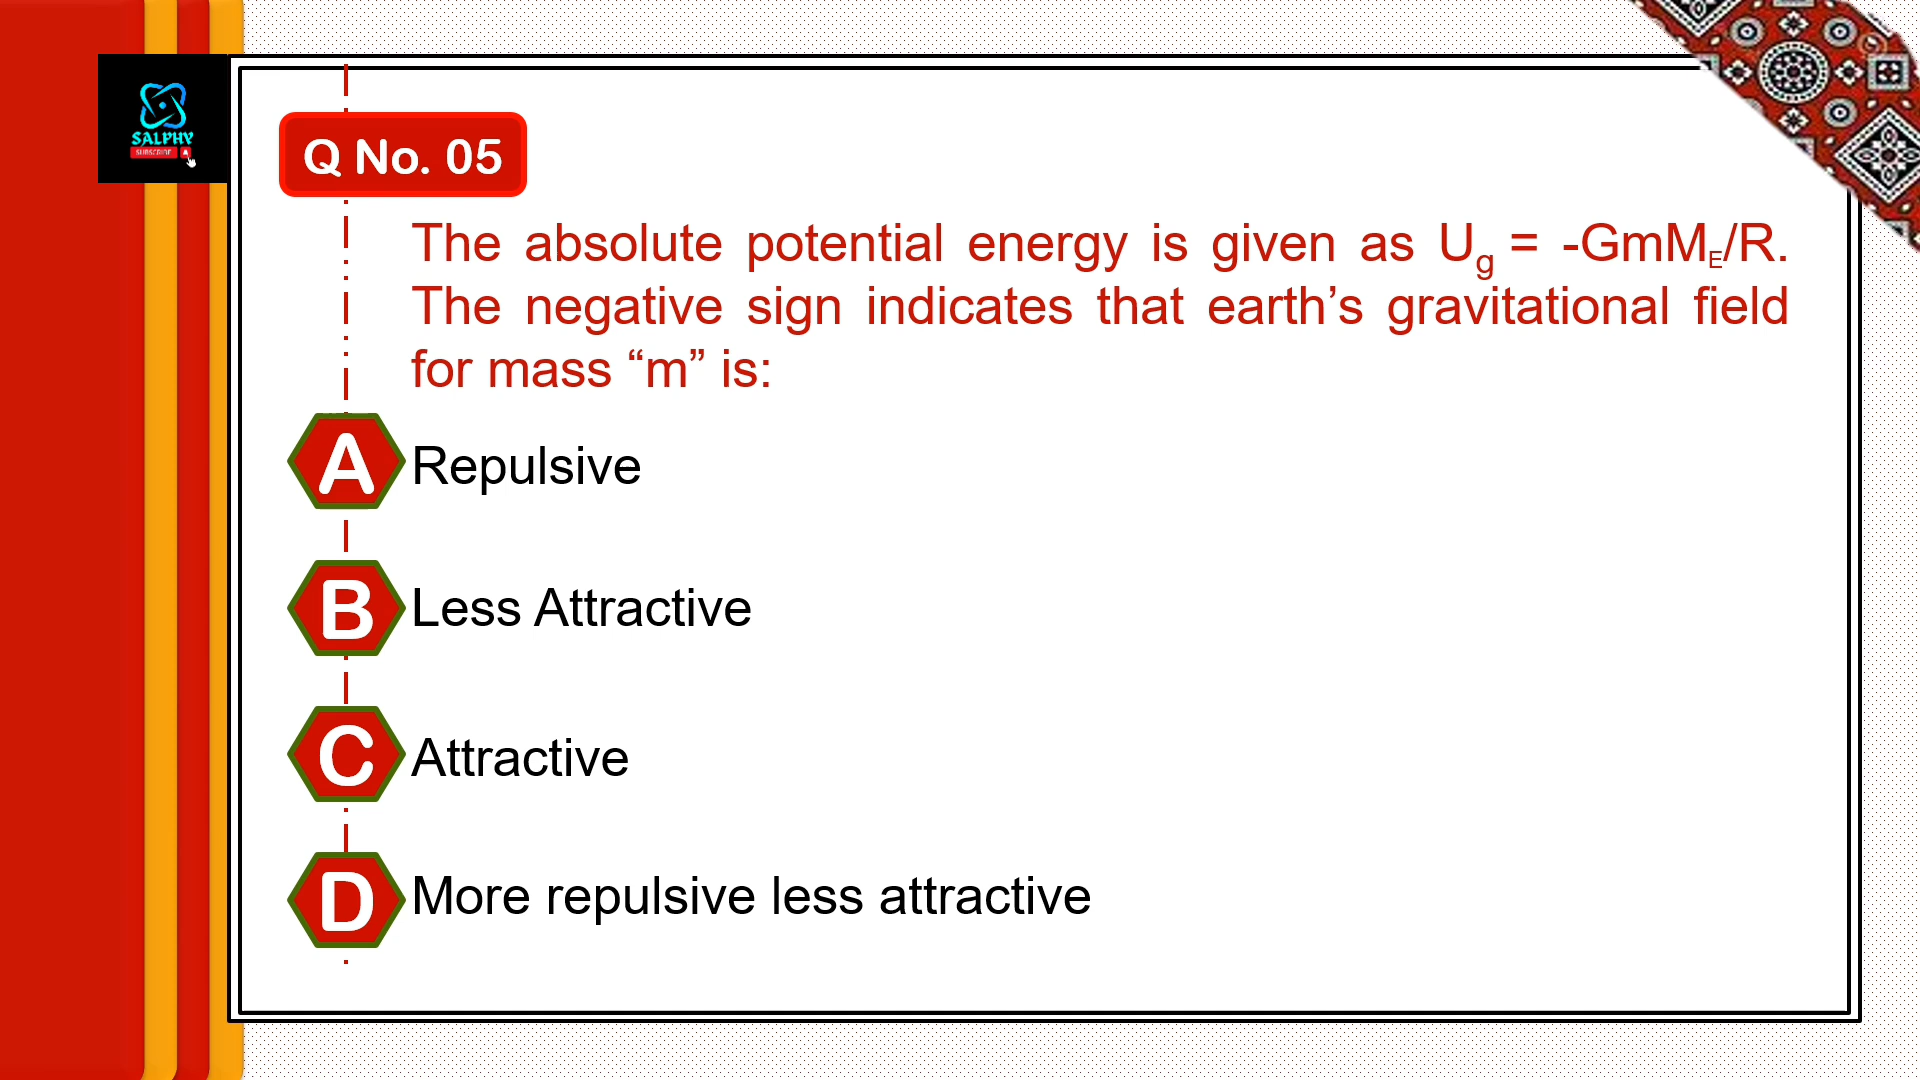 SALPHY
SUBSCRIBE
Q No. 05
The absolute potential energy is given as Ug = -GmME/R.
The negative sign indicates that earth’s gravitational field
for mass “m” is:
A Repulsive
B Less Attractive
C Attractive
D More repulsive less attractive